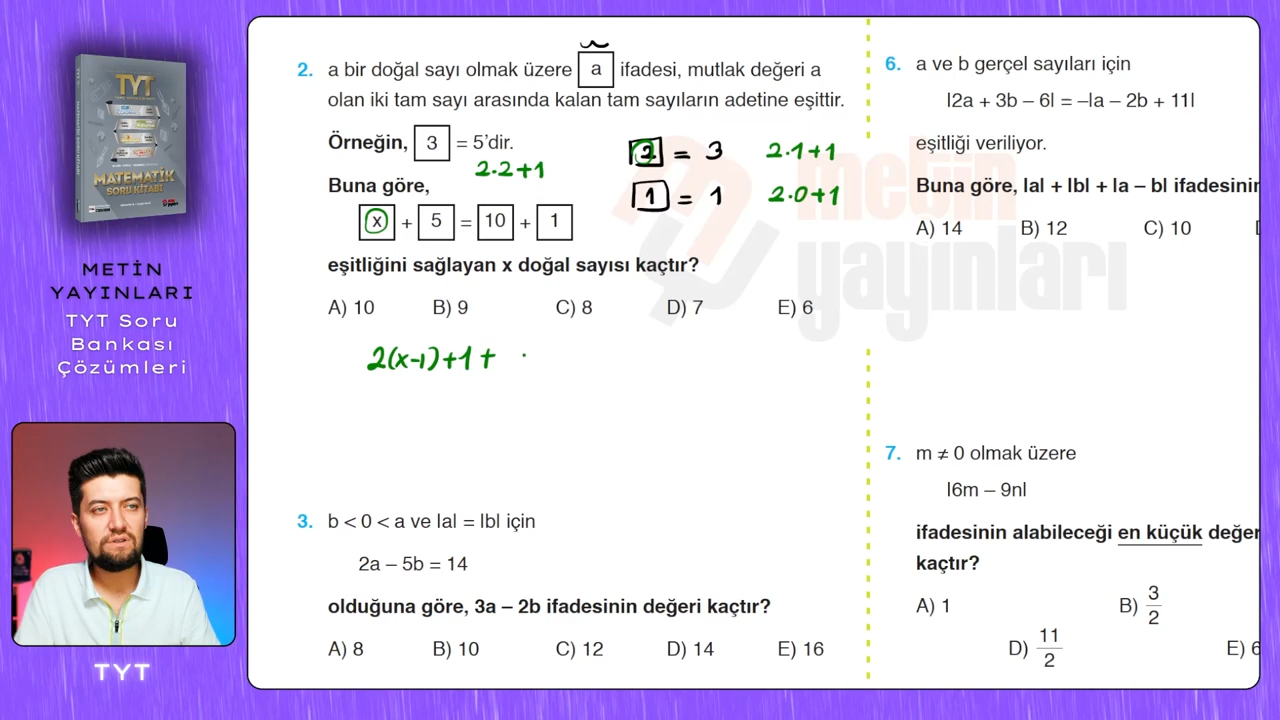 TYT
MATEMATİK
SORU KİTABI
METİN
YAYINLARI
TYT Soru
Bankası
Çözümleri
TYT
2. a bir doğal sayı olmak üzere a ifadesi, mutlak değeri a
olan iki tam sayı arasında kalan tam sayıların adetine eşittir.
Örneğin, 3 = 5'dir.
2.2+1
2 = 3 2.1+1
1 = 1 2.0+1
Buna göre,
x + 5 = 10 + 1
eşitliğini sağlayan x doğal sayısı kaçtır?
A) 10 B) 9 C) 8 D) 7 E) 6
2(x-1)+1+
3. b < 0 < a ve |a| = |b| için
2a – 5b = 14
olduğuna göre, 3a – 2b ifadesinin değeri kaçtır?
A) 8 B) 10 C) 12 D) 14 E) 16
6. a ve b gerçel sayıları için
|2a + 3b – 6| = –|a – 2b + 11|
eşitliği veriliyor.
Buna göre, |a| + |b| + |a – b| ifadesinin
A) 14 B) 12 C) 10
7. m ≠ 0 olmak üzere
|6m – 9n|
ifadesinin alabileceği en küçük değer
kaçtır?
A) 1 B) 3/2
D) 11/2 E) 6
metin
yayınları